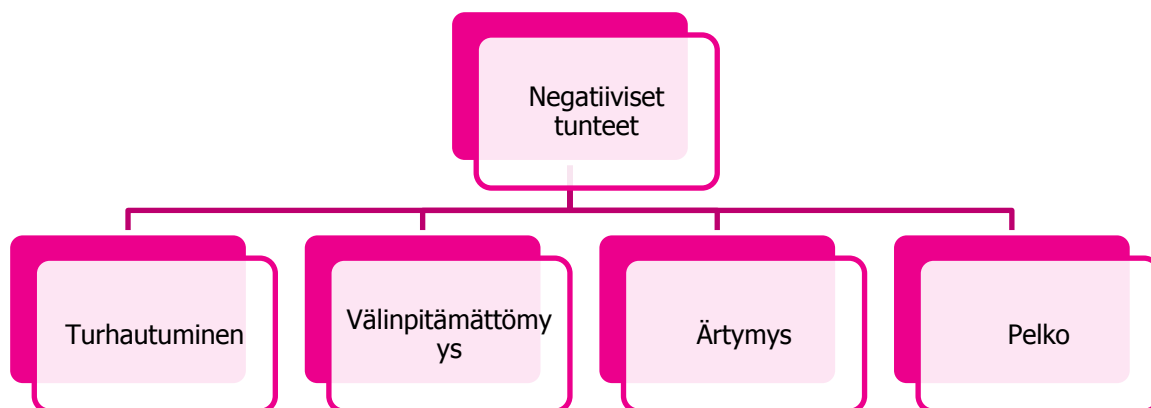 Negatiiviset
tunteet
Turhautuminen
Välinpitämättömy
ys
Ärtymys
Pelko